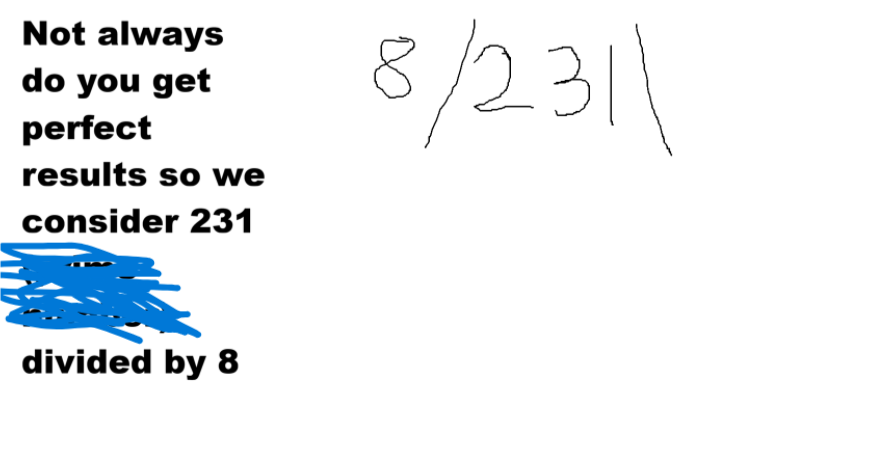 Not always
do you get
perfect
results so we
consider 231
divided by 8
8/231\